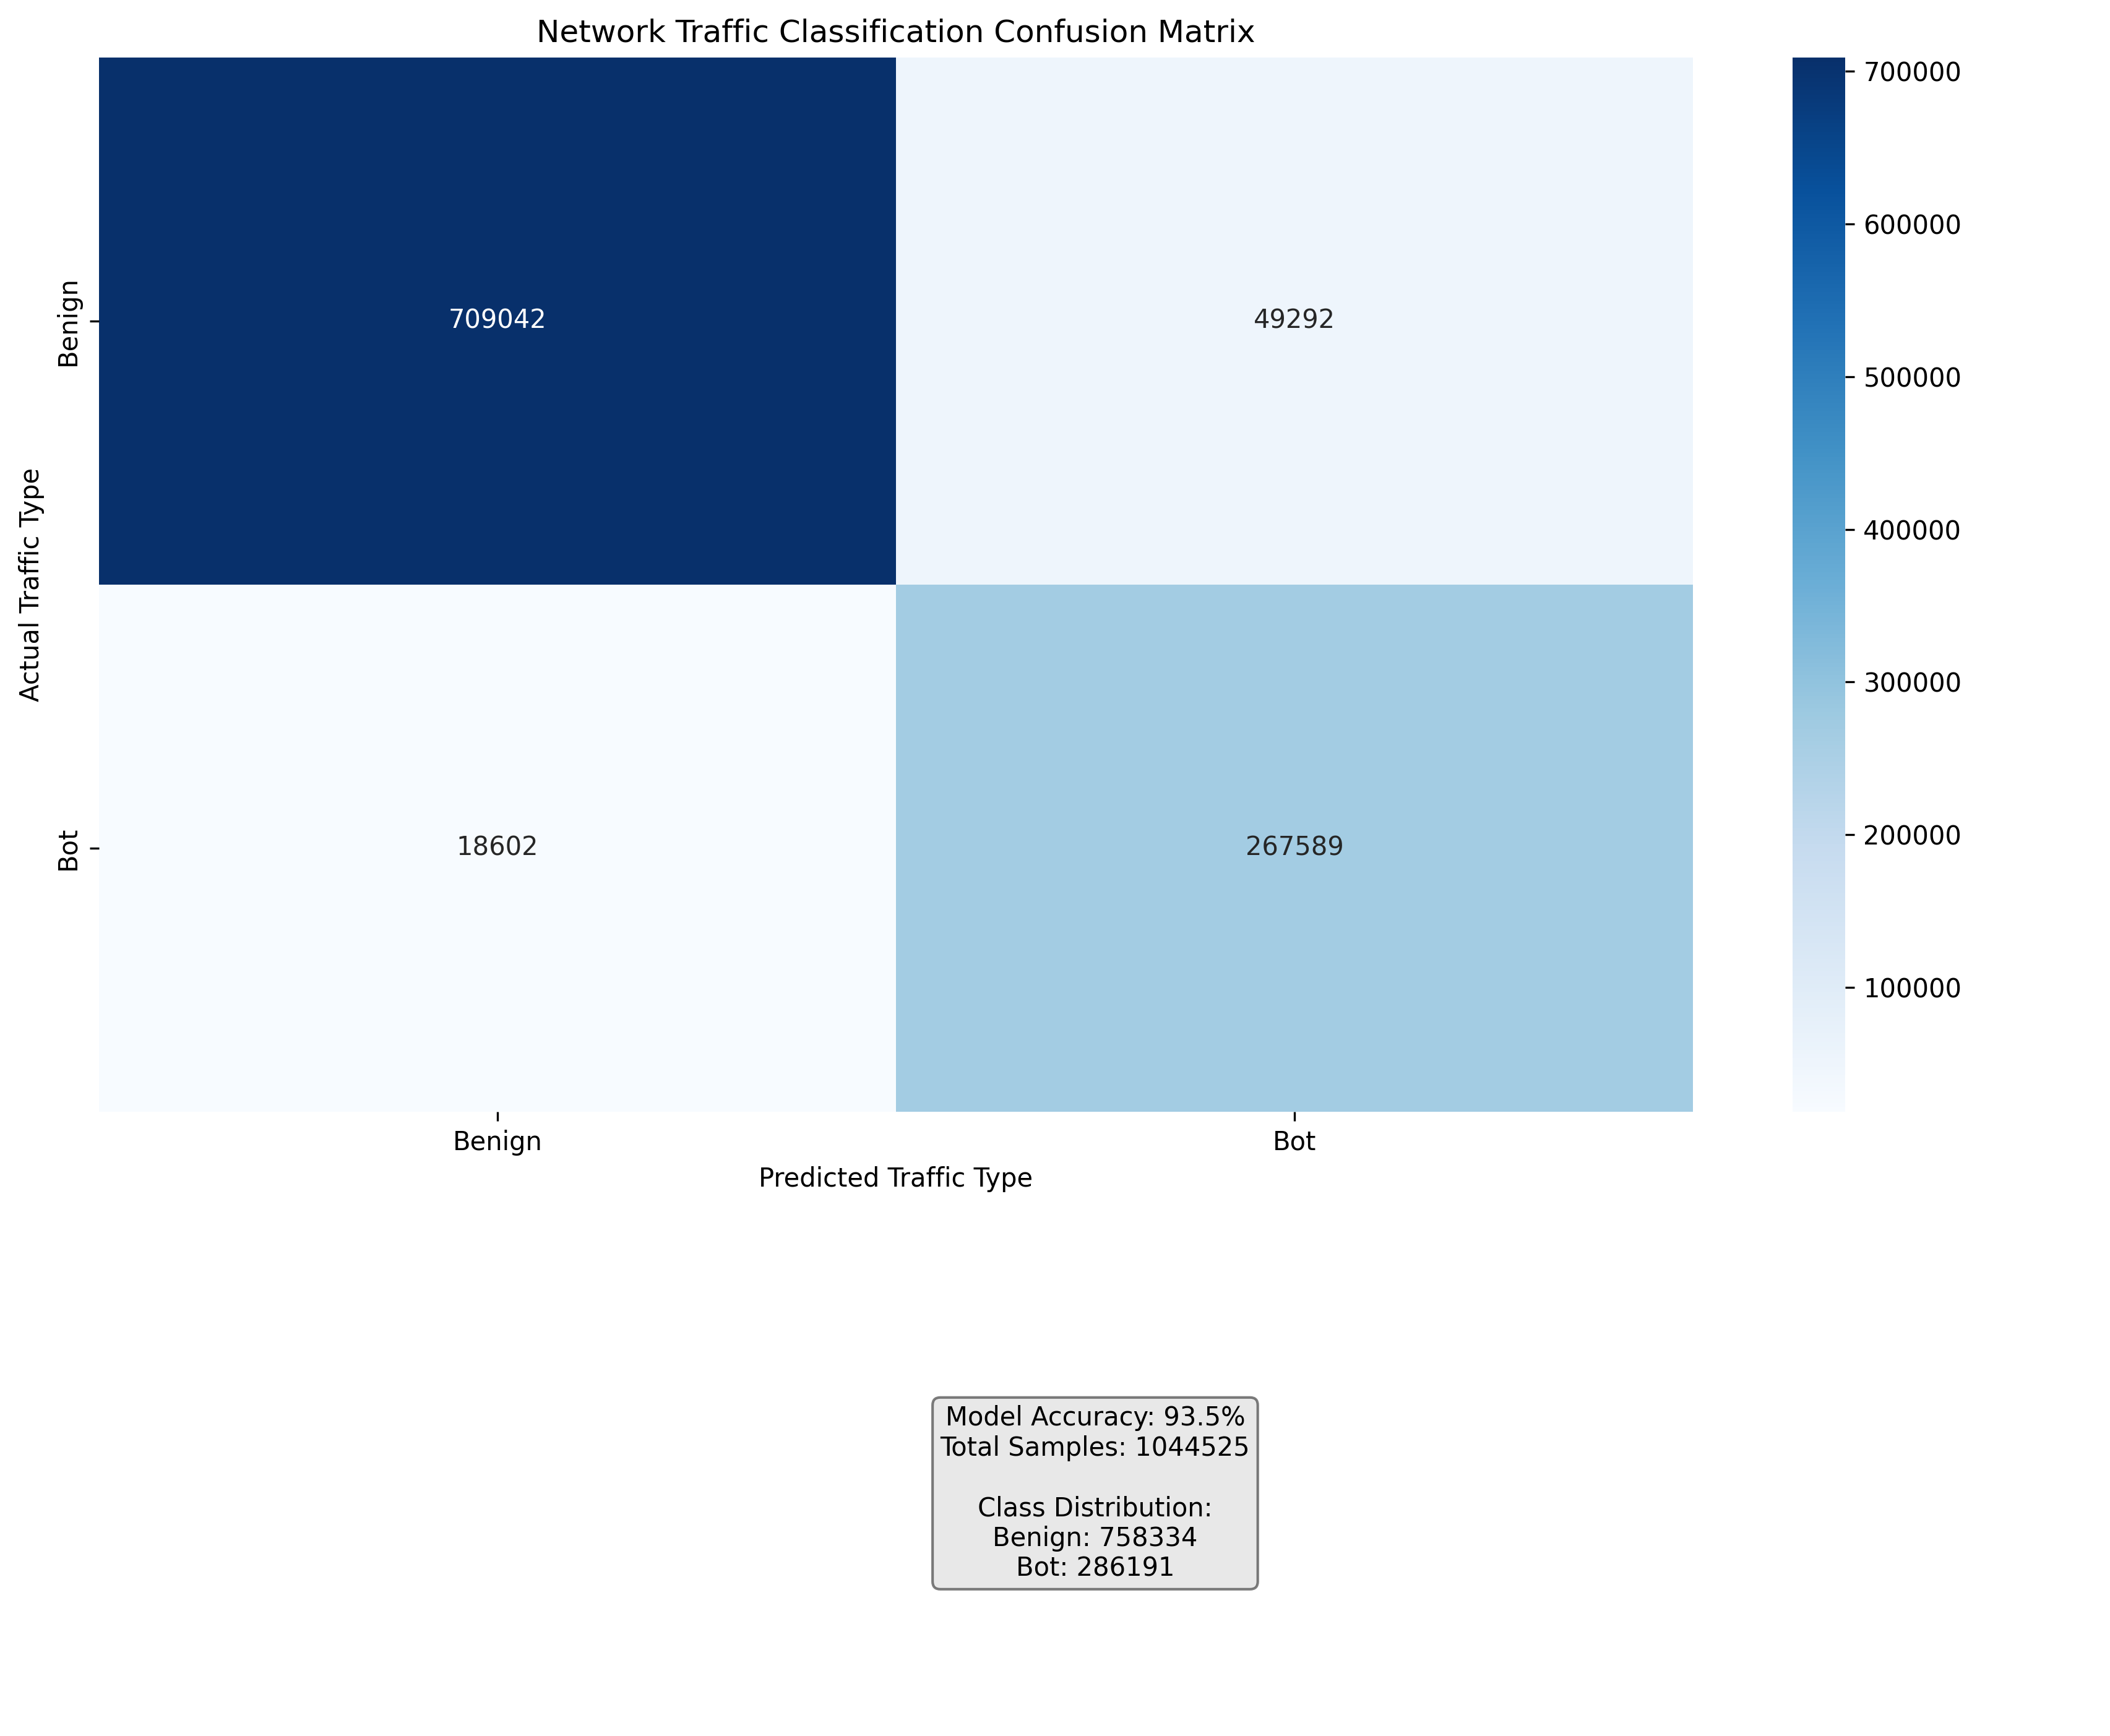 Network Traffic Classification Confusion Matrix
Actual Traffic Type
Benign
709042
49292
Bot
18602
267589
Benign
Bot
Predicted Traffic Type
700000
600000
500000
400000
300000
200000
100000
Model Accuracy: 93.5%
Total Samples: 1044525
Class Distribution:
Benign: 758334
Bot: 286191